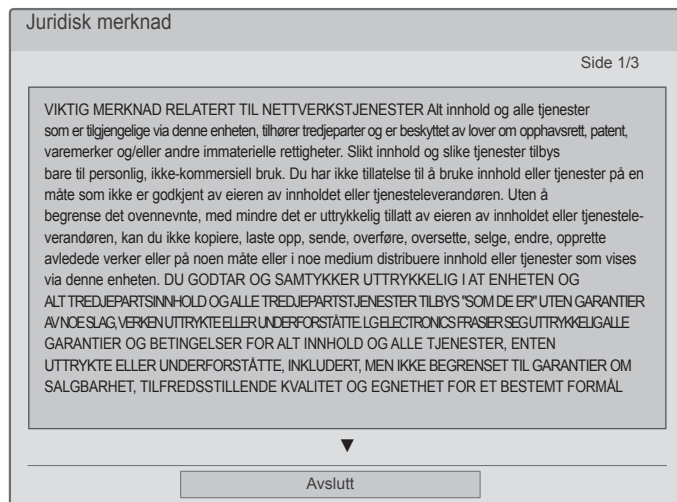 Juridisk merknad
Side 1/3
VIKTIG MERKNAD RELATERT TIL NETTVERKSTJENESTER Alt innhold og alle tjenester
som er tilgjengelige via denne enheten, tilhører tredjeparter og er beskyttet av lover om opphavsrett, patent,
varemerker og/eller andre immaterielle rettigheter. Slikt innhold og slike tjenester tilbys
bare til personlig, ikke-kommersiell bruk. Du har ikke tillatelse til å bruke innhold eller tjenester på en
måte som ikke er godkjent av eieren av innholdet eller tjenesteleverandøren. Uten å
begrense det ovennevnte, med mindre det er uttrykkelig tillatt av eieren av innholdet eller tjenestele-
verandøren, kan du ikke kopiere, laste opp, sende, overføre, oversette, selge, endre, opprette
avledede verker eller på noen måte eller i noe medium distribuere innhold eller tjenester som vises
via denne enheten. DU GODTAR OG SAMTYKKER UTTRYKKELIG I AT ENHETEN OG
ALT TREDJEPARTSINNHOLD OG ALLE TREDJEPARTSTJENESTER TILBYS "SOM DE ER" UTEN GARANTIER
AV NOE SLAG, VERKEN UTTRYKTE ELLER UNDERFORSTÅTTE. LG ELECTRONICS FRASIER SEG UTTRYKKELIG ALLE
GARANTIER OG BETINGELSER FOR ALT INNHOLD OG ALLE TJENESTER, ENTEN
UTTRYKTE ELLER UNDERFORSTÅTTE, INKLUDERT, MEN IKKE BEGRENSET TIL GARANTIER OM
SALGBARHET, TILFREDSSTILLENDE KVALITET OG EGNETHET FOR ET BESTEMT FORMÅL
▼
Avslutt